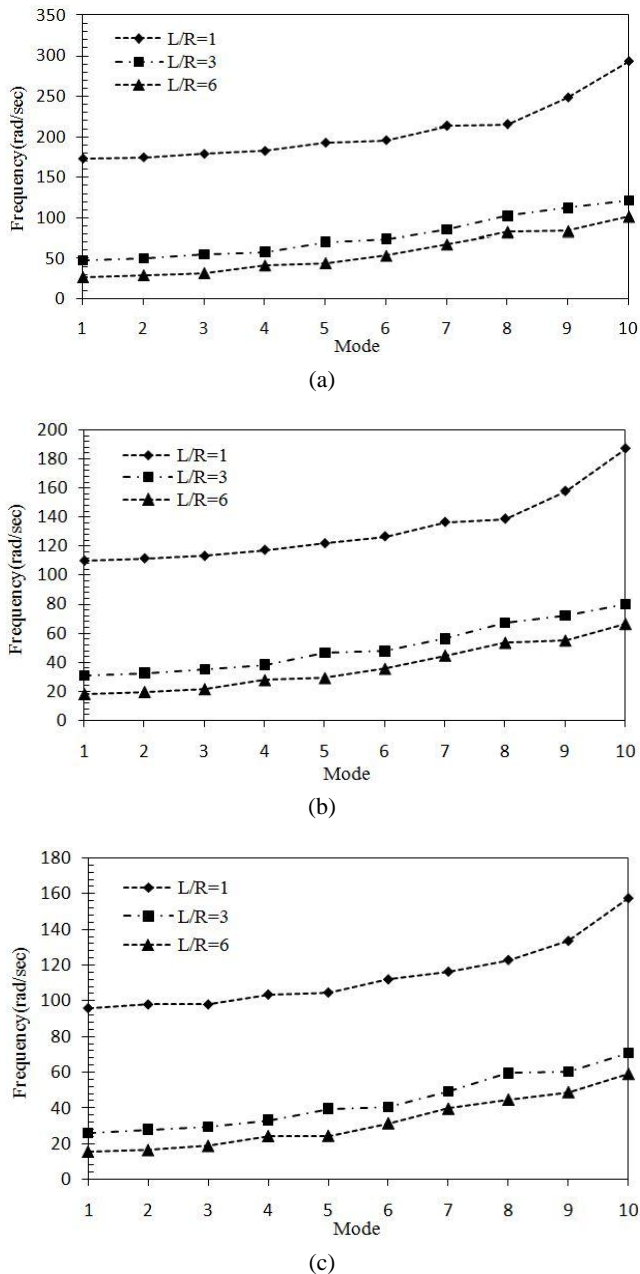 350
300
250
200
150
100
50
0
Frequency(rad/sec)
L/R=1
L/R=3
L/R=6
1 2 3 4 5 6 7 8 9 10
Mode
(a)
200
180
160
140
120
100
80
60
40
20
0
Frequency(rad/sec)
L/R=1
L/R=3
L/R=6
1 2 3 4 5 6 7 8 9 10
Mode
(b)
180
160
140
120
100
80
60
40
20
0
Frequency(rad/sec)
L/R=1
L/R=3
L/R=6
1 2 3 4 5 6 7 8 9 10
Mode
(c)